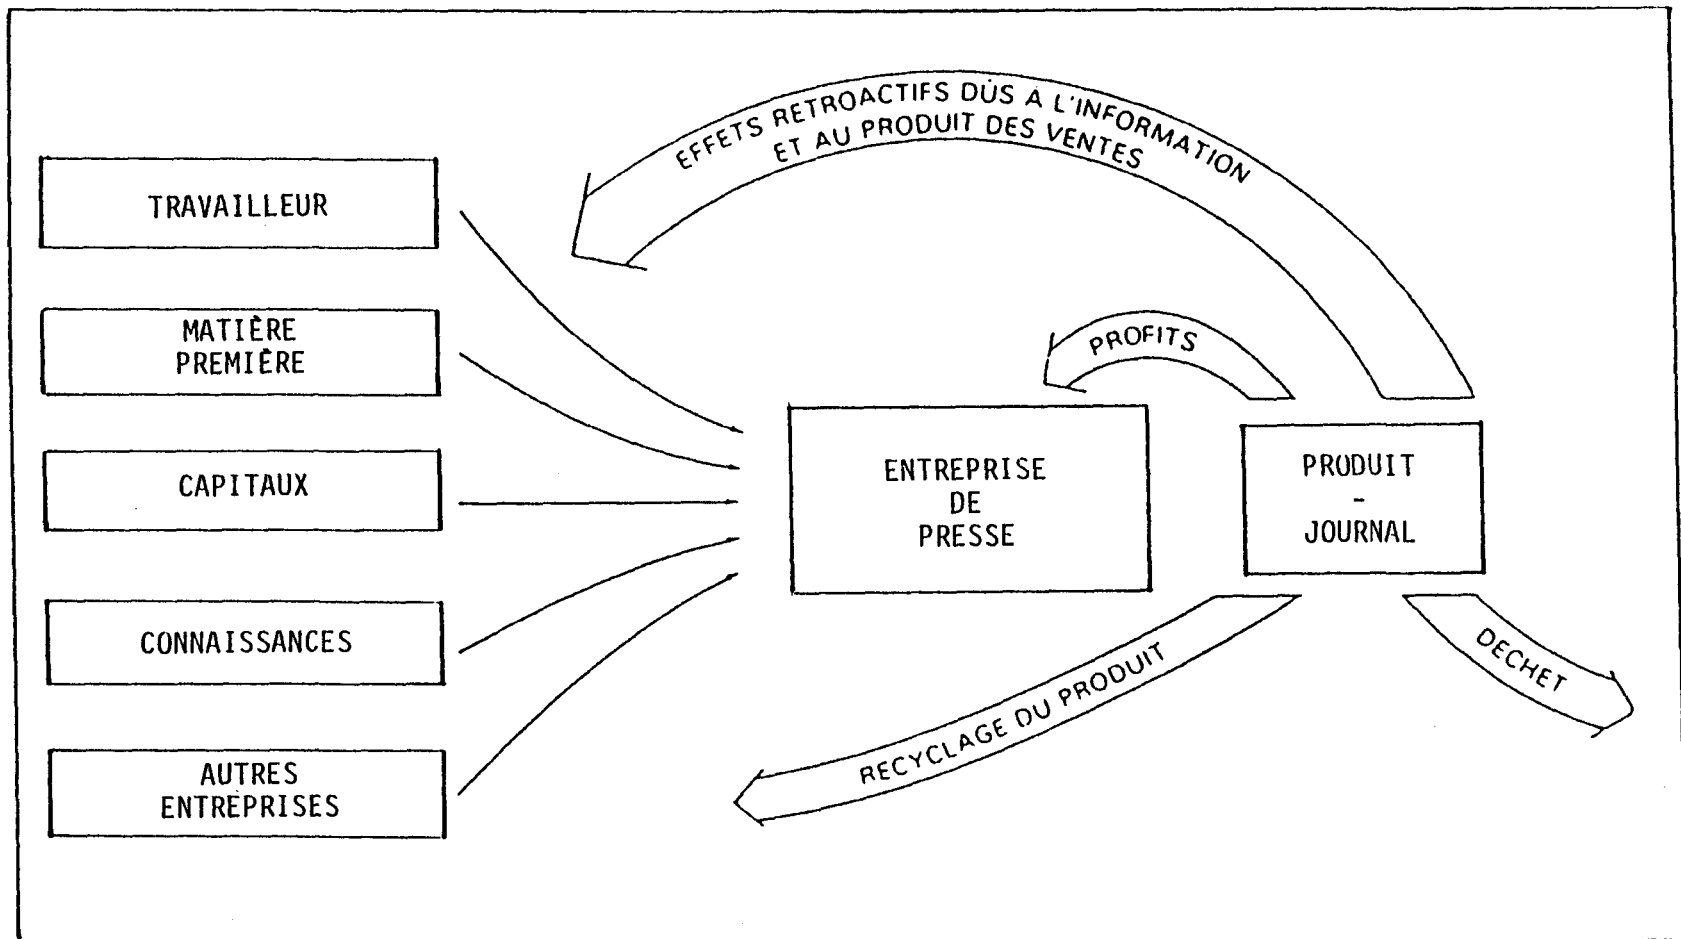 EFFETS RETROACTIFS DÛS À L'INFORMATION
ET AU PRODUIT DES VENTES
TRAVAILLEUR
MATIÈRE
PREMIÈRE
PROFITS
CAPITAUX
ENTREPRISE
DE
PRESSE
PRODUIT
-
JOURNAL
CONNAISSANCES
RECYCLAGE DU PRODUIT
DECHET
AUTRES
ENTREPRISES